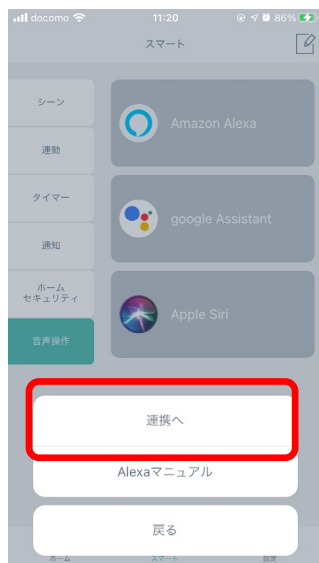 docomo 11:20 86%
スマート
シーン
連動
タイマー
通知
ホーム
セキュリティ
音声操作
Amazon Alexa
google Assistant
Apple Siri
連携へ
Alexaマニュアル
戻る
ホーム スマート 設定